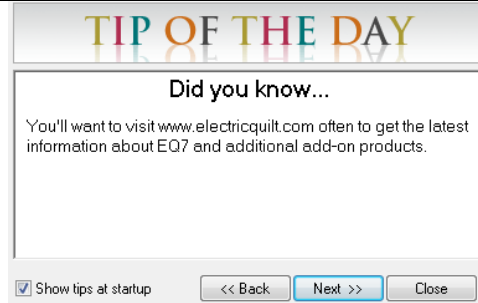 TIP OF THE DAY
Did you know...
You'll want to visit www.electricquilt.com often to get the latest
information about EQ7 and additional add-on products.
Show tips at startup
<< Back
Next >>
Close